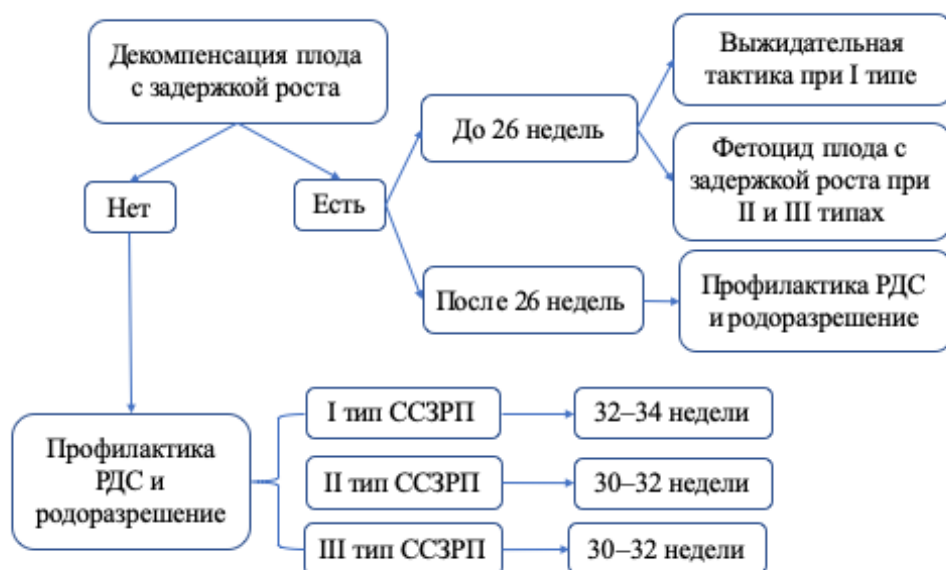 Декомпенсация плода
с задержкой роста
Нет
Есть
До 26 недель
Выжидательная
тактика при I типе
Фетоцид плода с
задержкой роста при
II и III типах
После 26 недель
Профилактика РДС
и родоразрешение
Профилактика
РДС и
родоразрешение
I тип ССЗРП
32–34 недели
II тип ССЗРП
30–32 недели
III тип ССЗРП
30–32 недели